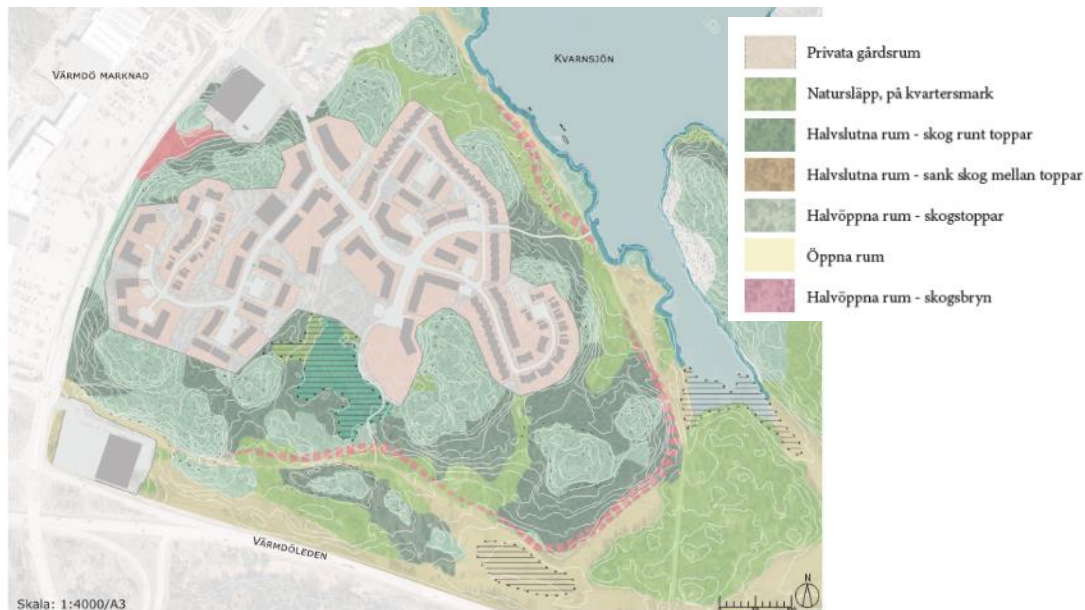 VÄRMDÖ MARKNAD
KVARNSJÖN
VÄRMDÖLEDEN
Skala: 1:4000/A3
N
Privata gårdsrum
Natursläpp, på kvartersmark
Halvslutna rum - skog runt toppar
Halvslutna rum - sank skog mellan toppar
Halvöppna rum - skogstoppar
Öppna rum
Halvöppna rum - skogsbryn